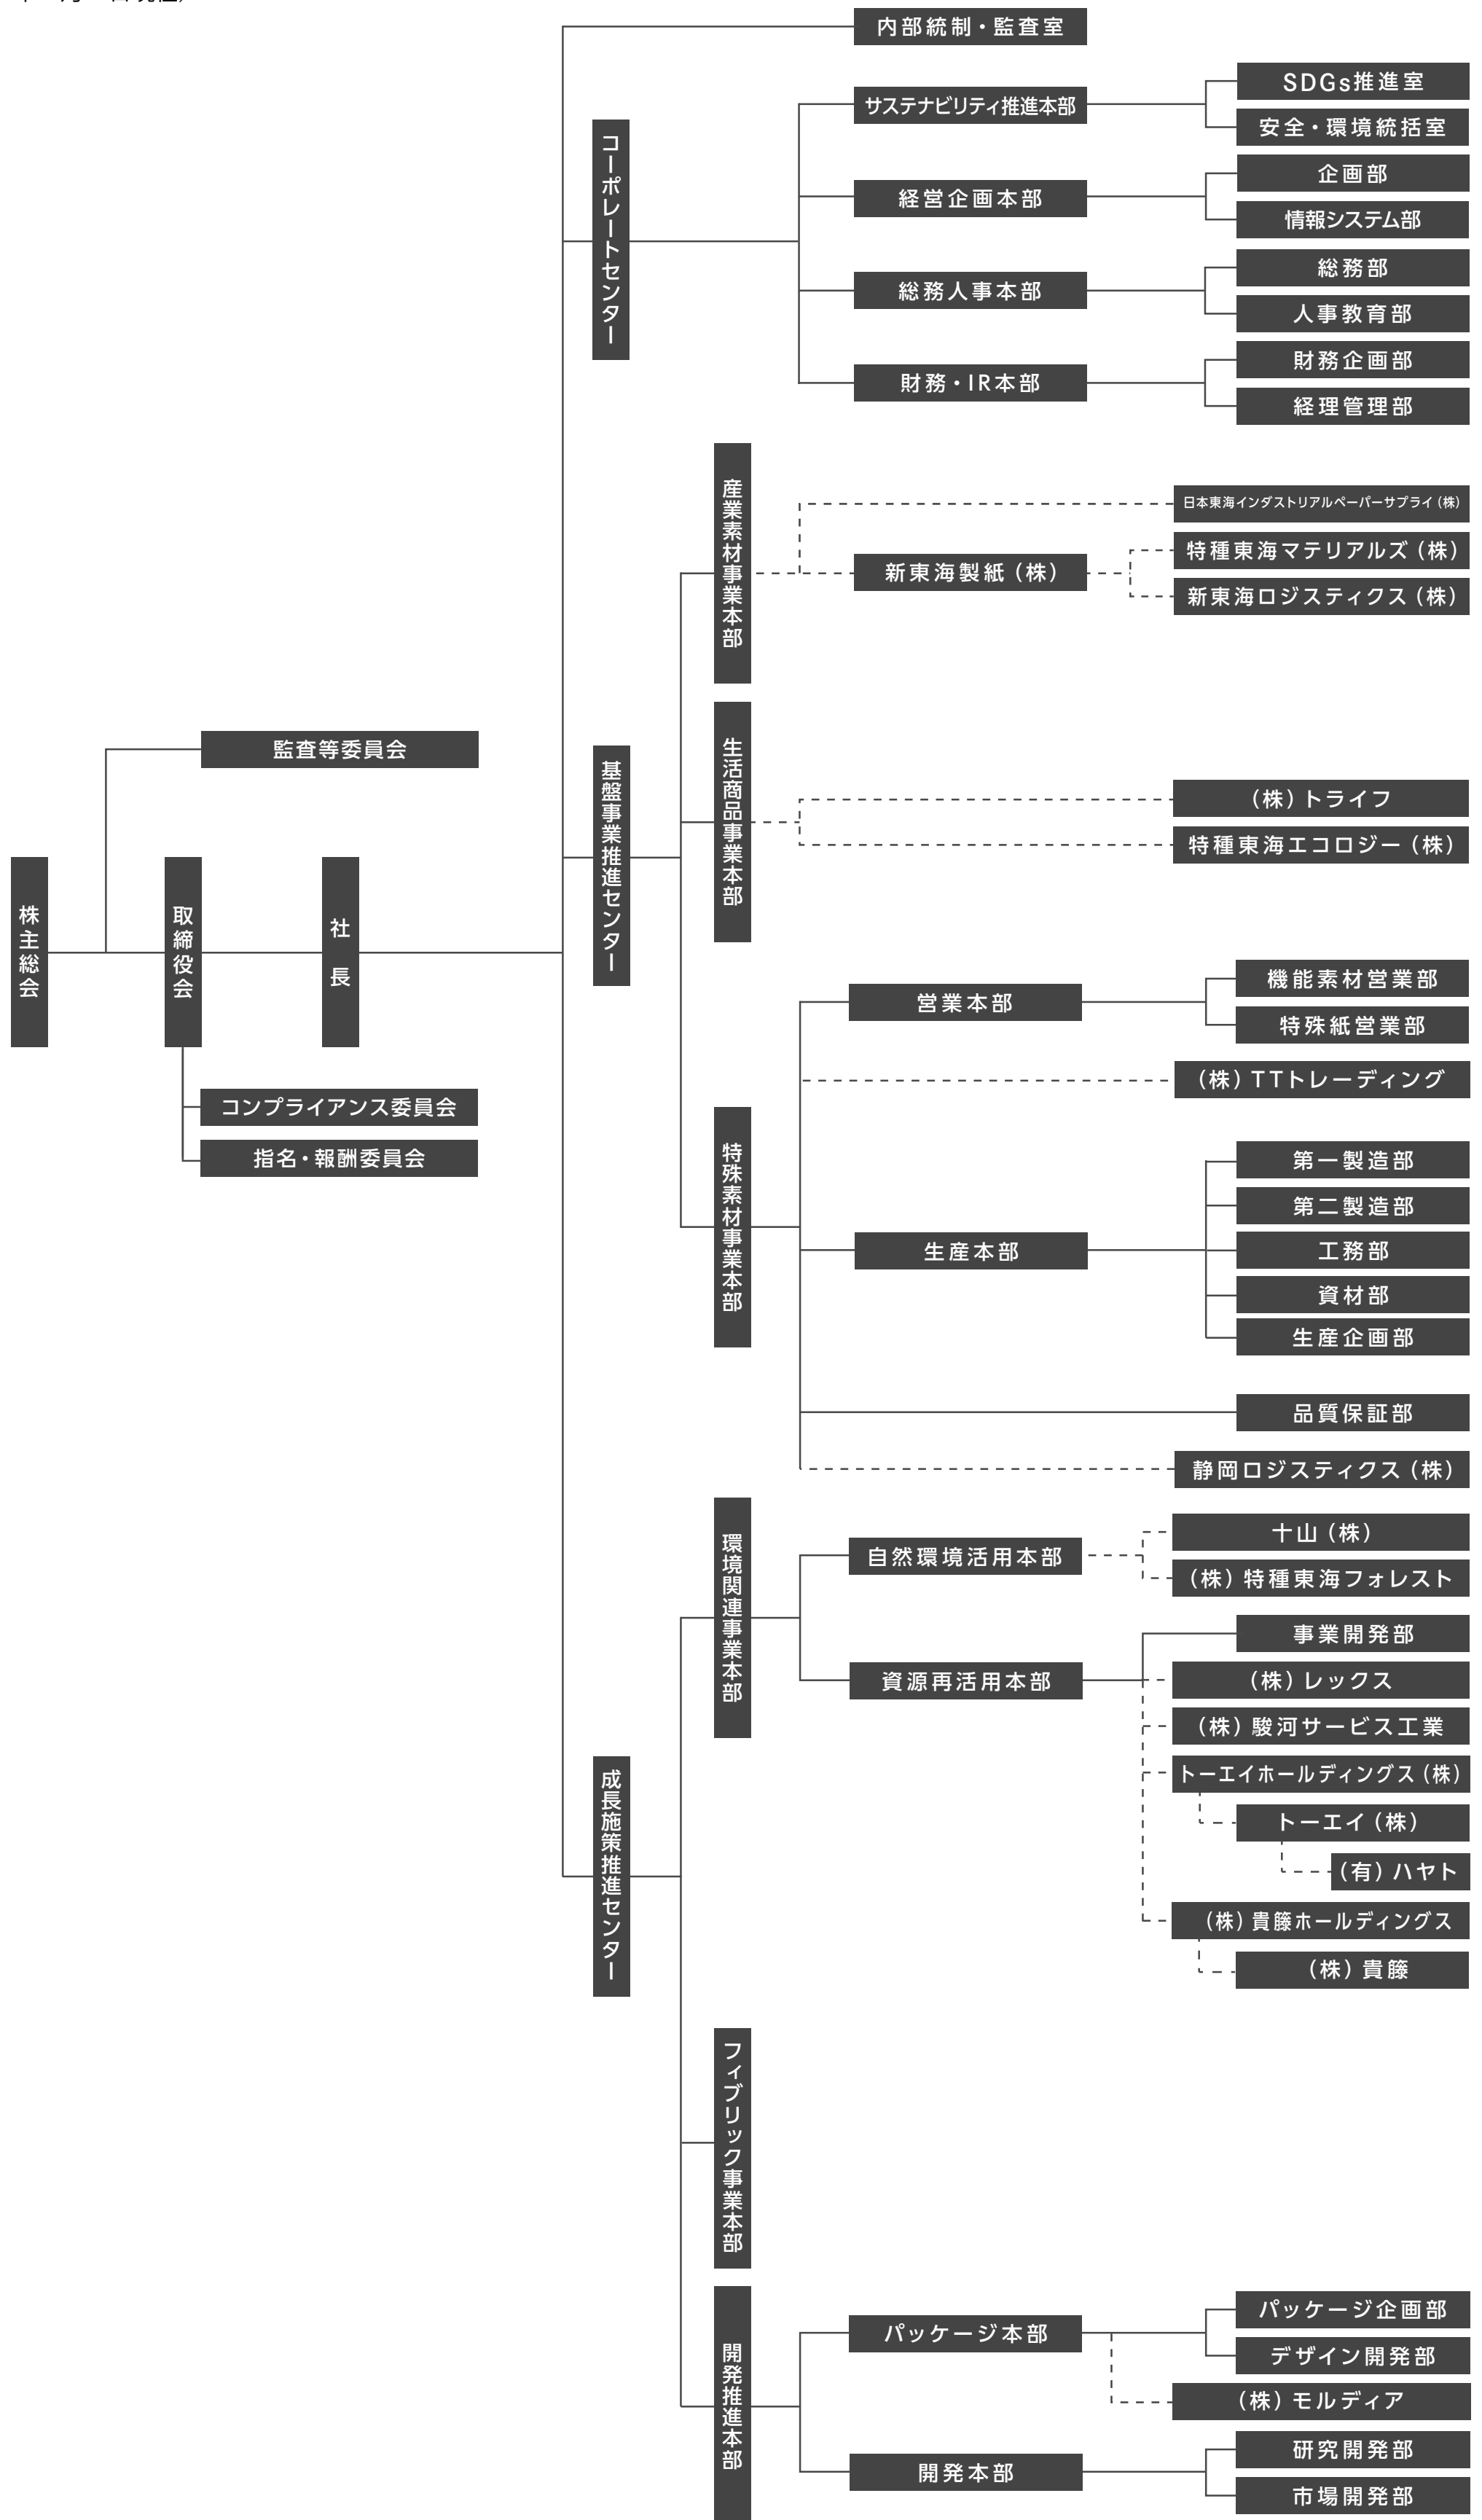 内部統制・監査室
コーポレートセンター
サステナビリティ推進本部
SDGs推進室
安全・環境統括室
経営企画本部
企画部
情報システム部
総務人事本部
総務部
人事教育部
財務・IR本部
財務企画部
経理管理部
産業素材事業本部
日本東海インダストリアルペーパーサプライ(株)
新東海製紙(株)
特種東海マテリアルズ(株)
新東海ロジスティクス(株)
監査等委員会
基盤事業推進センター
生活商品事業本部
(株)トライフ
特種東海エコロジー(株)
株主総会
取締役会
社長
コンプライアンス委員会
指名・報酬委員会
特殊素材事業本部
営業本部
機能素材営業部
特殊紙営業部
(株)TTトレーディング
生産本部
第一製造部
第二製造部
工務部
資材部
生産企画部
品質保証部
静岡ロジスティクス(株)
成長施策推進センター
環境関連事業本部
自然環境活用本部
十山(株)
(株)特種東海フォレスト
資源再活用本部
事業開発部
(株)レックス
(株)駿河サービス工業
トーエイホールディングス(株)
トーエイ(株)
(有)ハヤト
(株)貴藤ホールディングス
(株)貴藤
フィブリック事業本部
開発推進本部
パッケージ本部
パッケージ企画部
デザイン開発部
(株)モルディア
開発本部
研究開発部
市場開発部